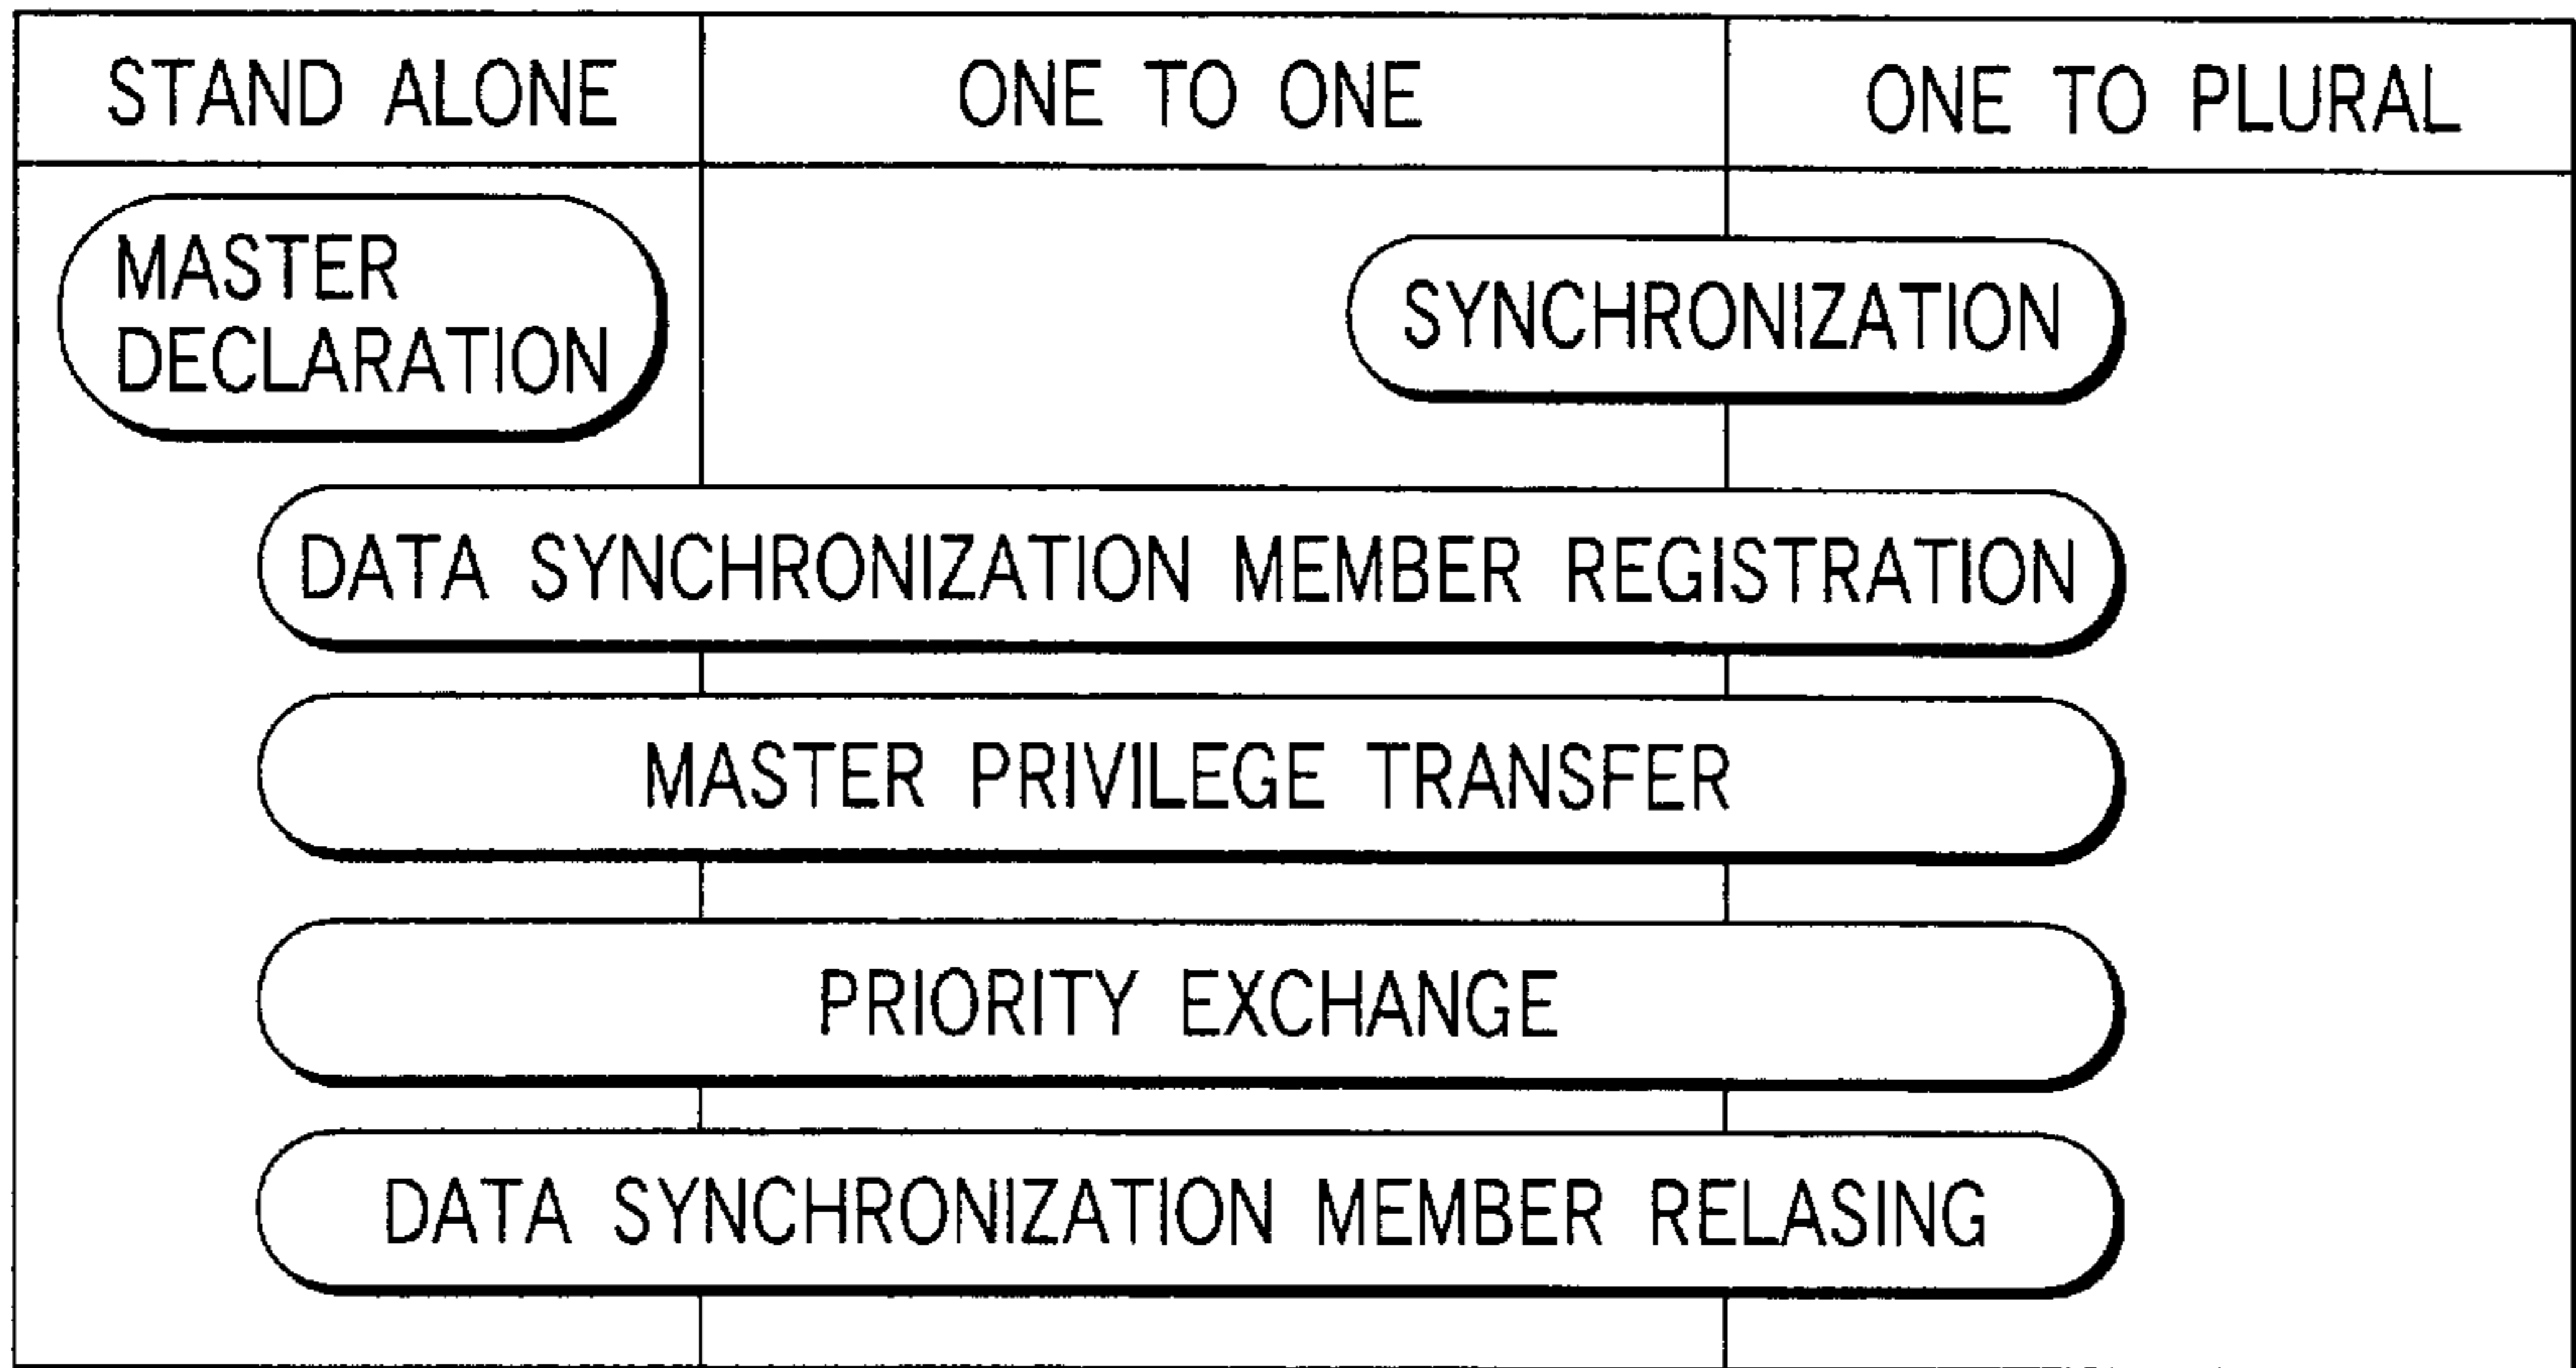 STAND ALONE
ONE TO ONE
ONE TO PLURAL
MASTER
DECLARATION
SYNCHRONIZATION
DATA SYNCHRONIZATION MEMBER REGISTRATION
MASTER PRIVILEGE TRANSFER
PRIORITY EXCHANGE
DATA SYNCHRONIZATION MEMBER RELASING